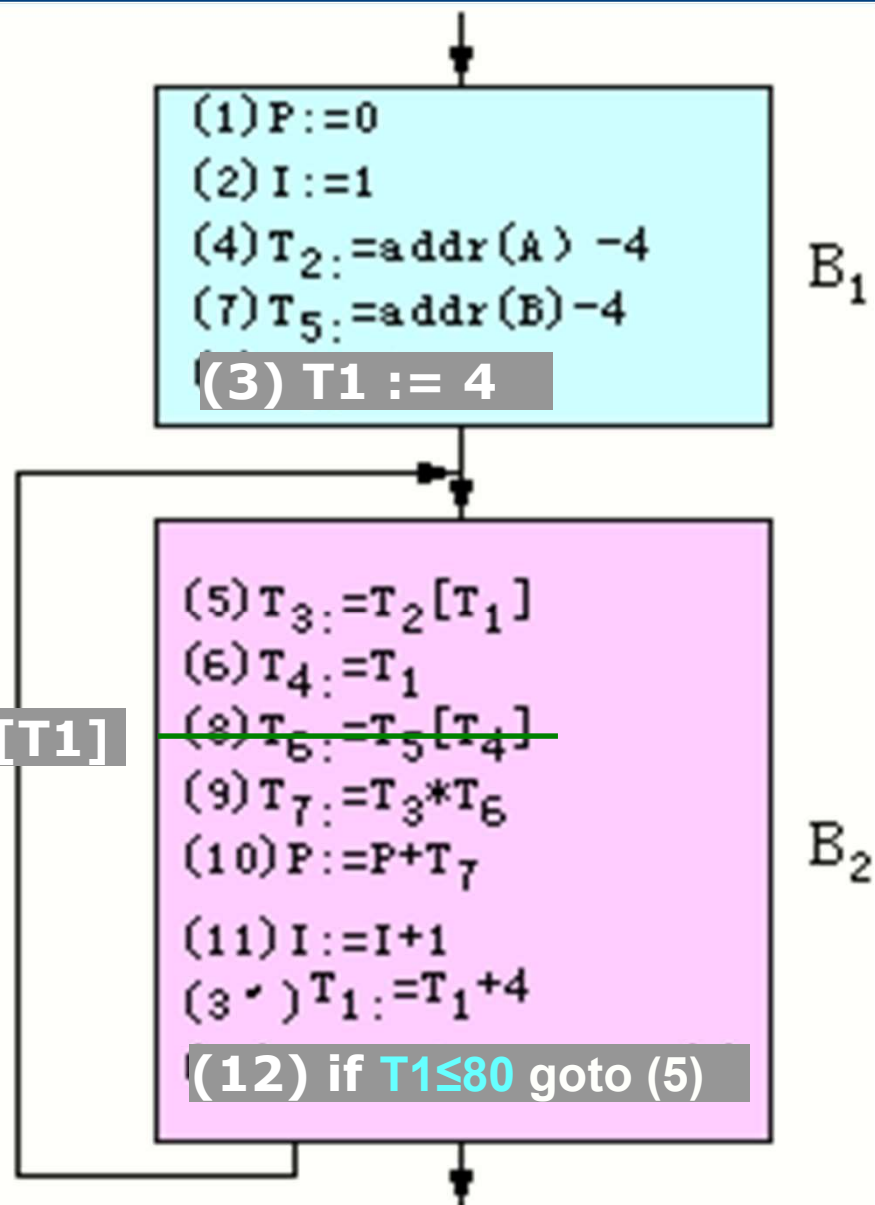 (1)P:=0
(2)I:=1
(4)T2:=addr(A) -4
(7)T5:=addr(B)-4
(3) T1 := 4
B1
(5)T3:=T2[T1]
(6)T4:=T1
[T1]
(8)T6:=T5[T4]
(9)T7:=T3*T6
(10)P:=P+T7
B2
(11)I:=I+1
(3')T1:=T1+4
(12) if T1≤80 goto (5)